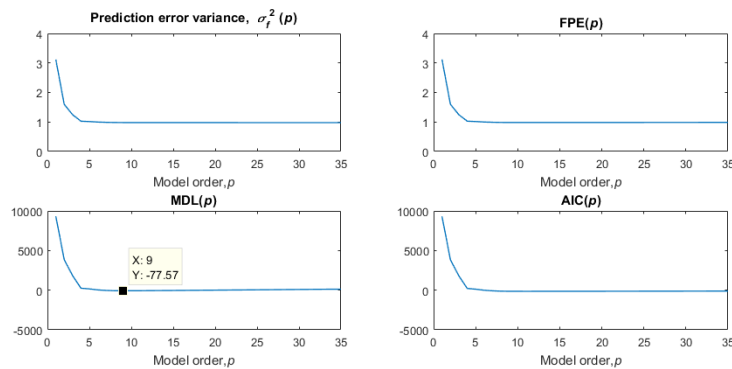 Prediction error variance, σf2 (p)
4
3
2
1
0
0 5 10 15 20 25 30 35
Model order,p
FPE(p)
4
3
2
1
0
0 5 10 15 20 25 30 35
Model order,p
MDL(p)
10000
5000
0
-5000
X: 9
Y: -77.57
0 5 10 15 20 25 30 35
Model order,p
AIC(p)
10000
5000
0
-5000
0 5 10 15 20 25 30 35
Model order,p